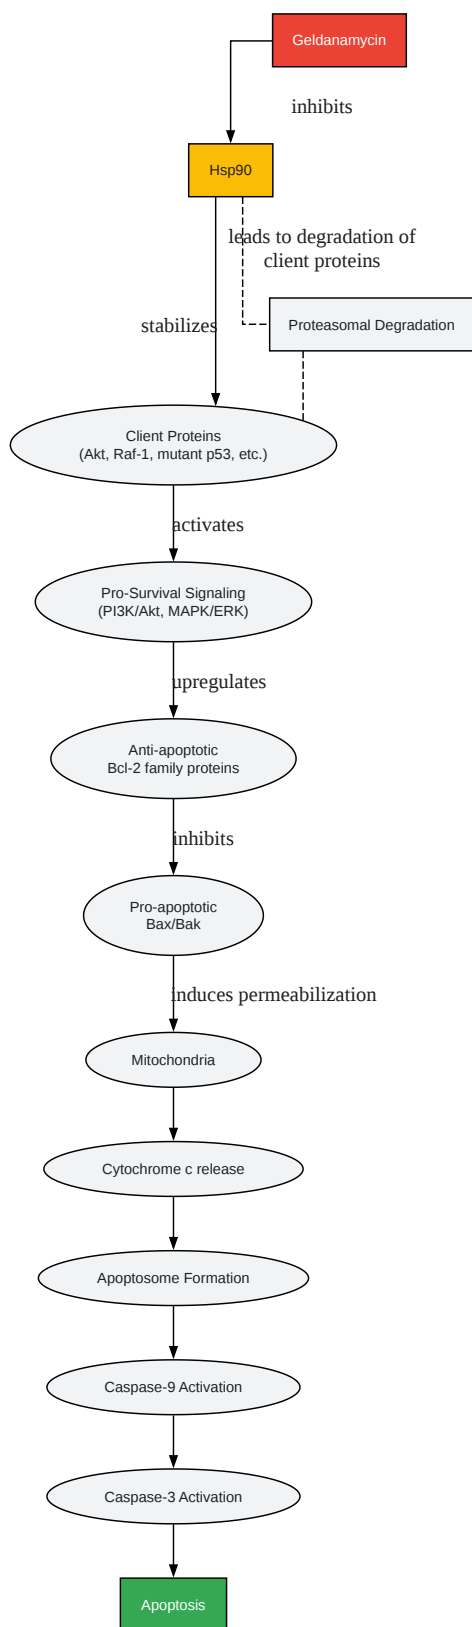 Geldanamycin
inhibits
Hsp90
leads to degradation of
client proteins
stabilizes
Proteasomal Degradation
Client Proteins
(Akt, Raf-1, mutant p53, etc.)
activates
Pro-Survival Signaling
(PI3K/Akt, MAPK/ERK)
upregulates
Anti-apoptotic
Bcl-2 family proteins
inhibits
Pro-apoptotic
Bax/Bak
induces permeabilization
Mitochondria
Cytochrome c release
Apoptosome Formation
Caspase-9 Activation
Caspase-3 Activation
Apoptosis